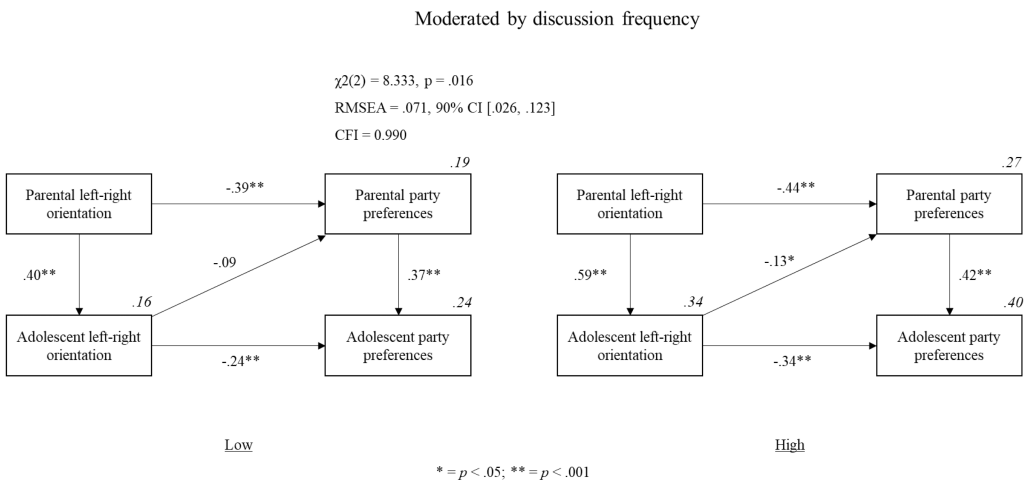 Moderated by discussion frequency
χ2(2) = 8.333, p = .016
RMSEA = .071, 90% CI [.026, .123]
CFI = 0.990
.19
Parental left-right
orientation
-.39**
Parental party
preferences
.40**
-.09
.37**
.16
.24
Adolescent left-right
orientation
-.24**
Adolescent party
preferences
Low
.27
Parental left-right
orientation
-.44**
Parental party
preferences
.59**
-.13*
.42**
.34
.40
Adolescent left-right
orientation
-.34**
Adolescent party
preferences
High
* = p < .05; ** = p < .001